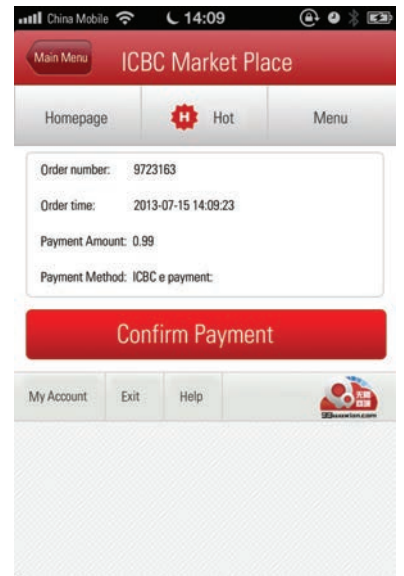 China Mobile 14:09
Main Menu ICBC Market Place
Homepage H Hot Menu
Order number: 9723163
Order time: 2013-07-15 14:09:23
Payment Amount: 0.99
Payment Method: ICBC e payment:
Confirm Payment
My Account Exit Help